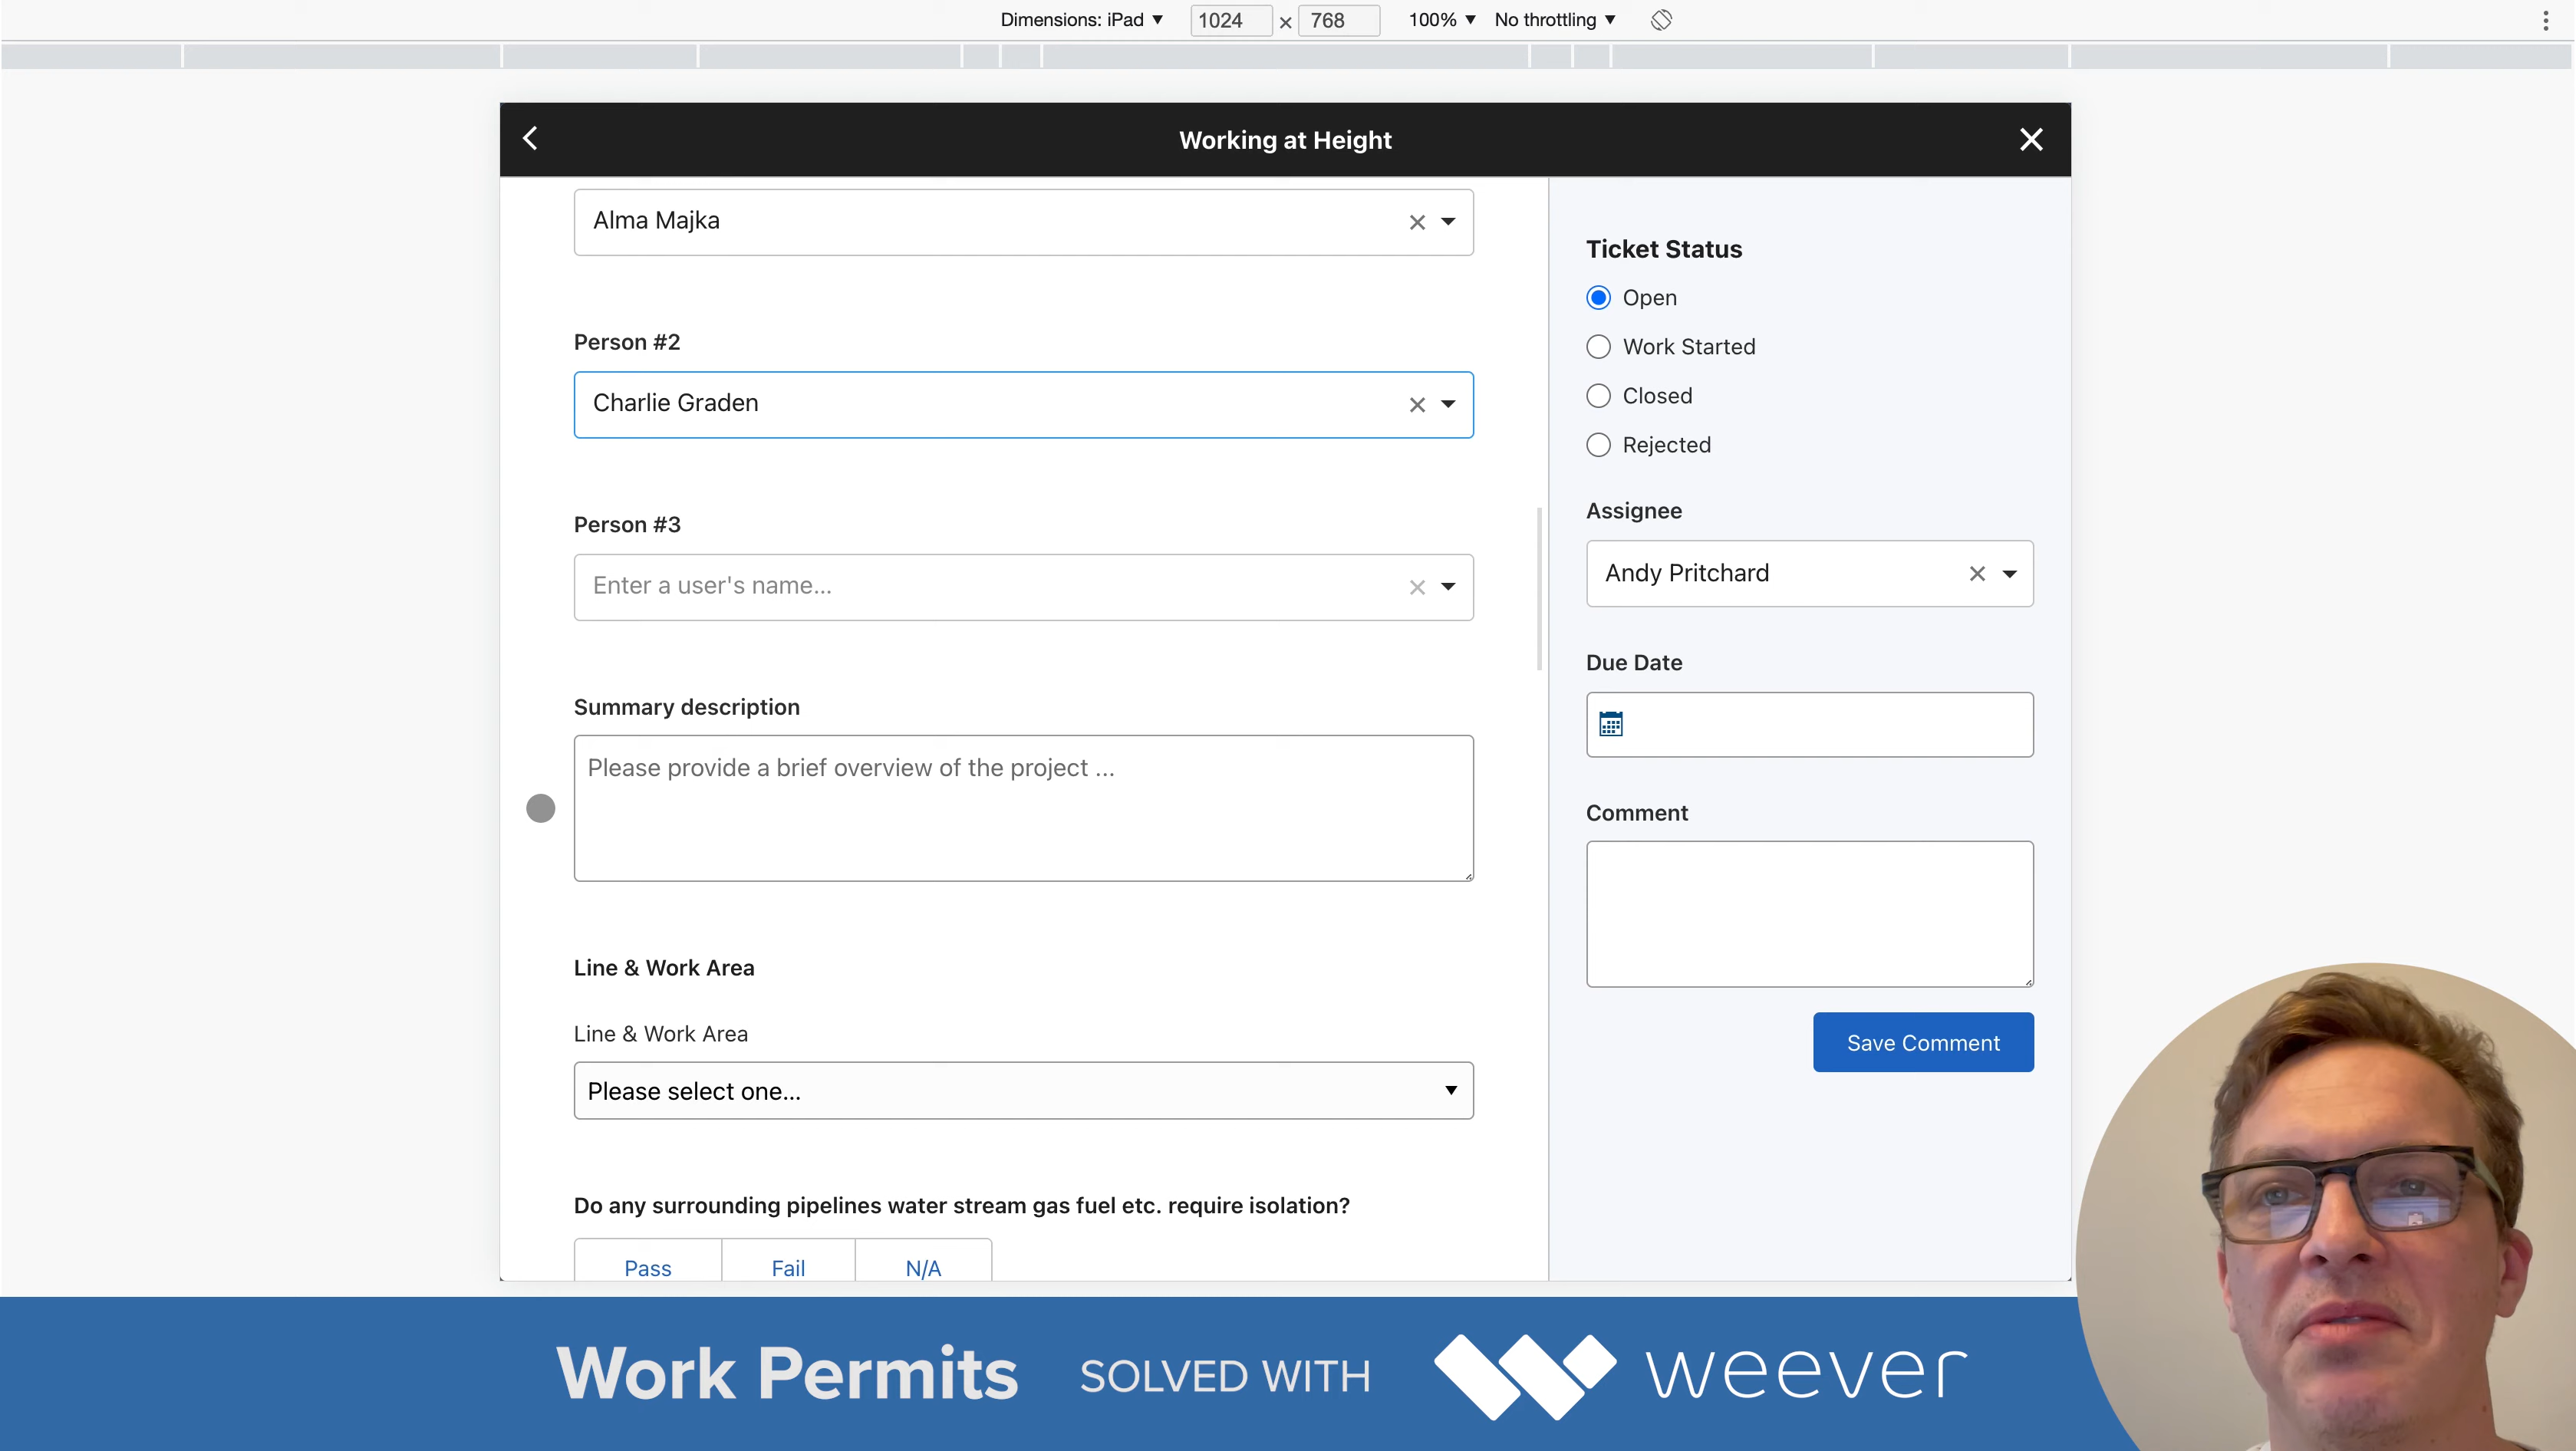 Dimensions: iPad ▼ 1024 × 768 100% ▼ No throttling ▼
Working at Height
Alma Majka
Person #2
Charlie Graden
Person #3
Enter a user's name...
Summary description
Please provide a brief overview of the project ...
Line & Work Area
Line & Work Area
Please select one...
Do any surrounding pipelines water stream gas fuel etc. require isolation?
Pass Fail N/A
Ticket Status
Open
Work Started
Closed
Rejected
Assignee
Andy Pritchard
Due Date
Comment
Save Comment
Work Permits SOLVED WITH weever